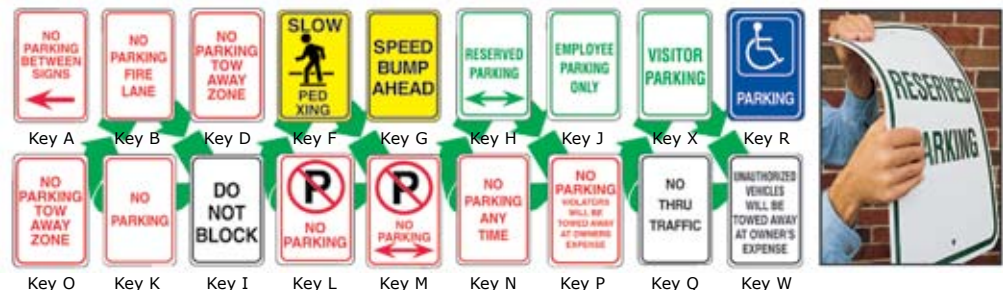 NO
PARKING
BETWEEN
SIGNS
NO
PARKING
FIRE
LANE
NO
PARKING
TOW
AWAY
ZONE
SLOW
PED
XING
SPEED
BUMP
AHEAD
RESERVED
PARKING
EMPLOYEE
PARKING
ONLY
VISITOR
PARKING
PARKING
Key A Key B Key D Key F Key G Key H Key J Key X Key R
NO
PARKING
TOW
AWAY
ZONE
NO
PARKING
DO
NOT
BLOCK
P
NO
PARKING
P
NO
PARKING
NO
PARKING
ANY
TIME
NO
PARKING
VIOLATORS
WILL BE
TOWED AWAY
AT OWNERS
EXPENSE
NO
THRU
TRAFFIC
UNAUTHORIZED
VEHICLES
WILL BE
TOWED AWAY
AT OWNER'S
EXPENSE
Key O Key K Key I Key L Key M Key N Key P Key Q Key W
RESERVED
PARKING